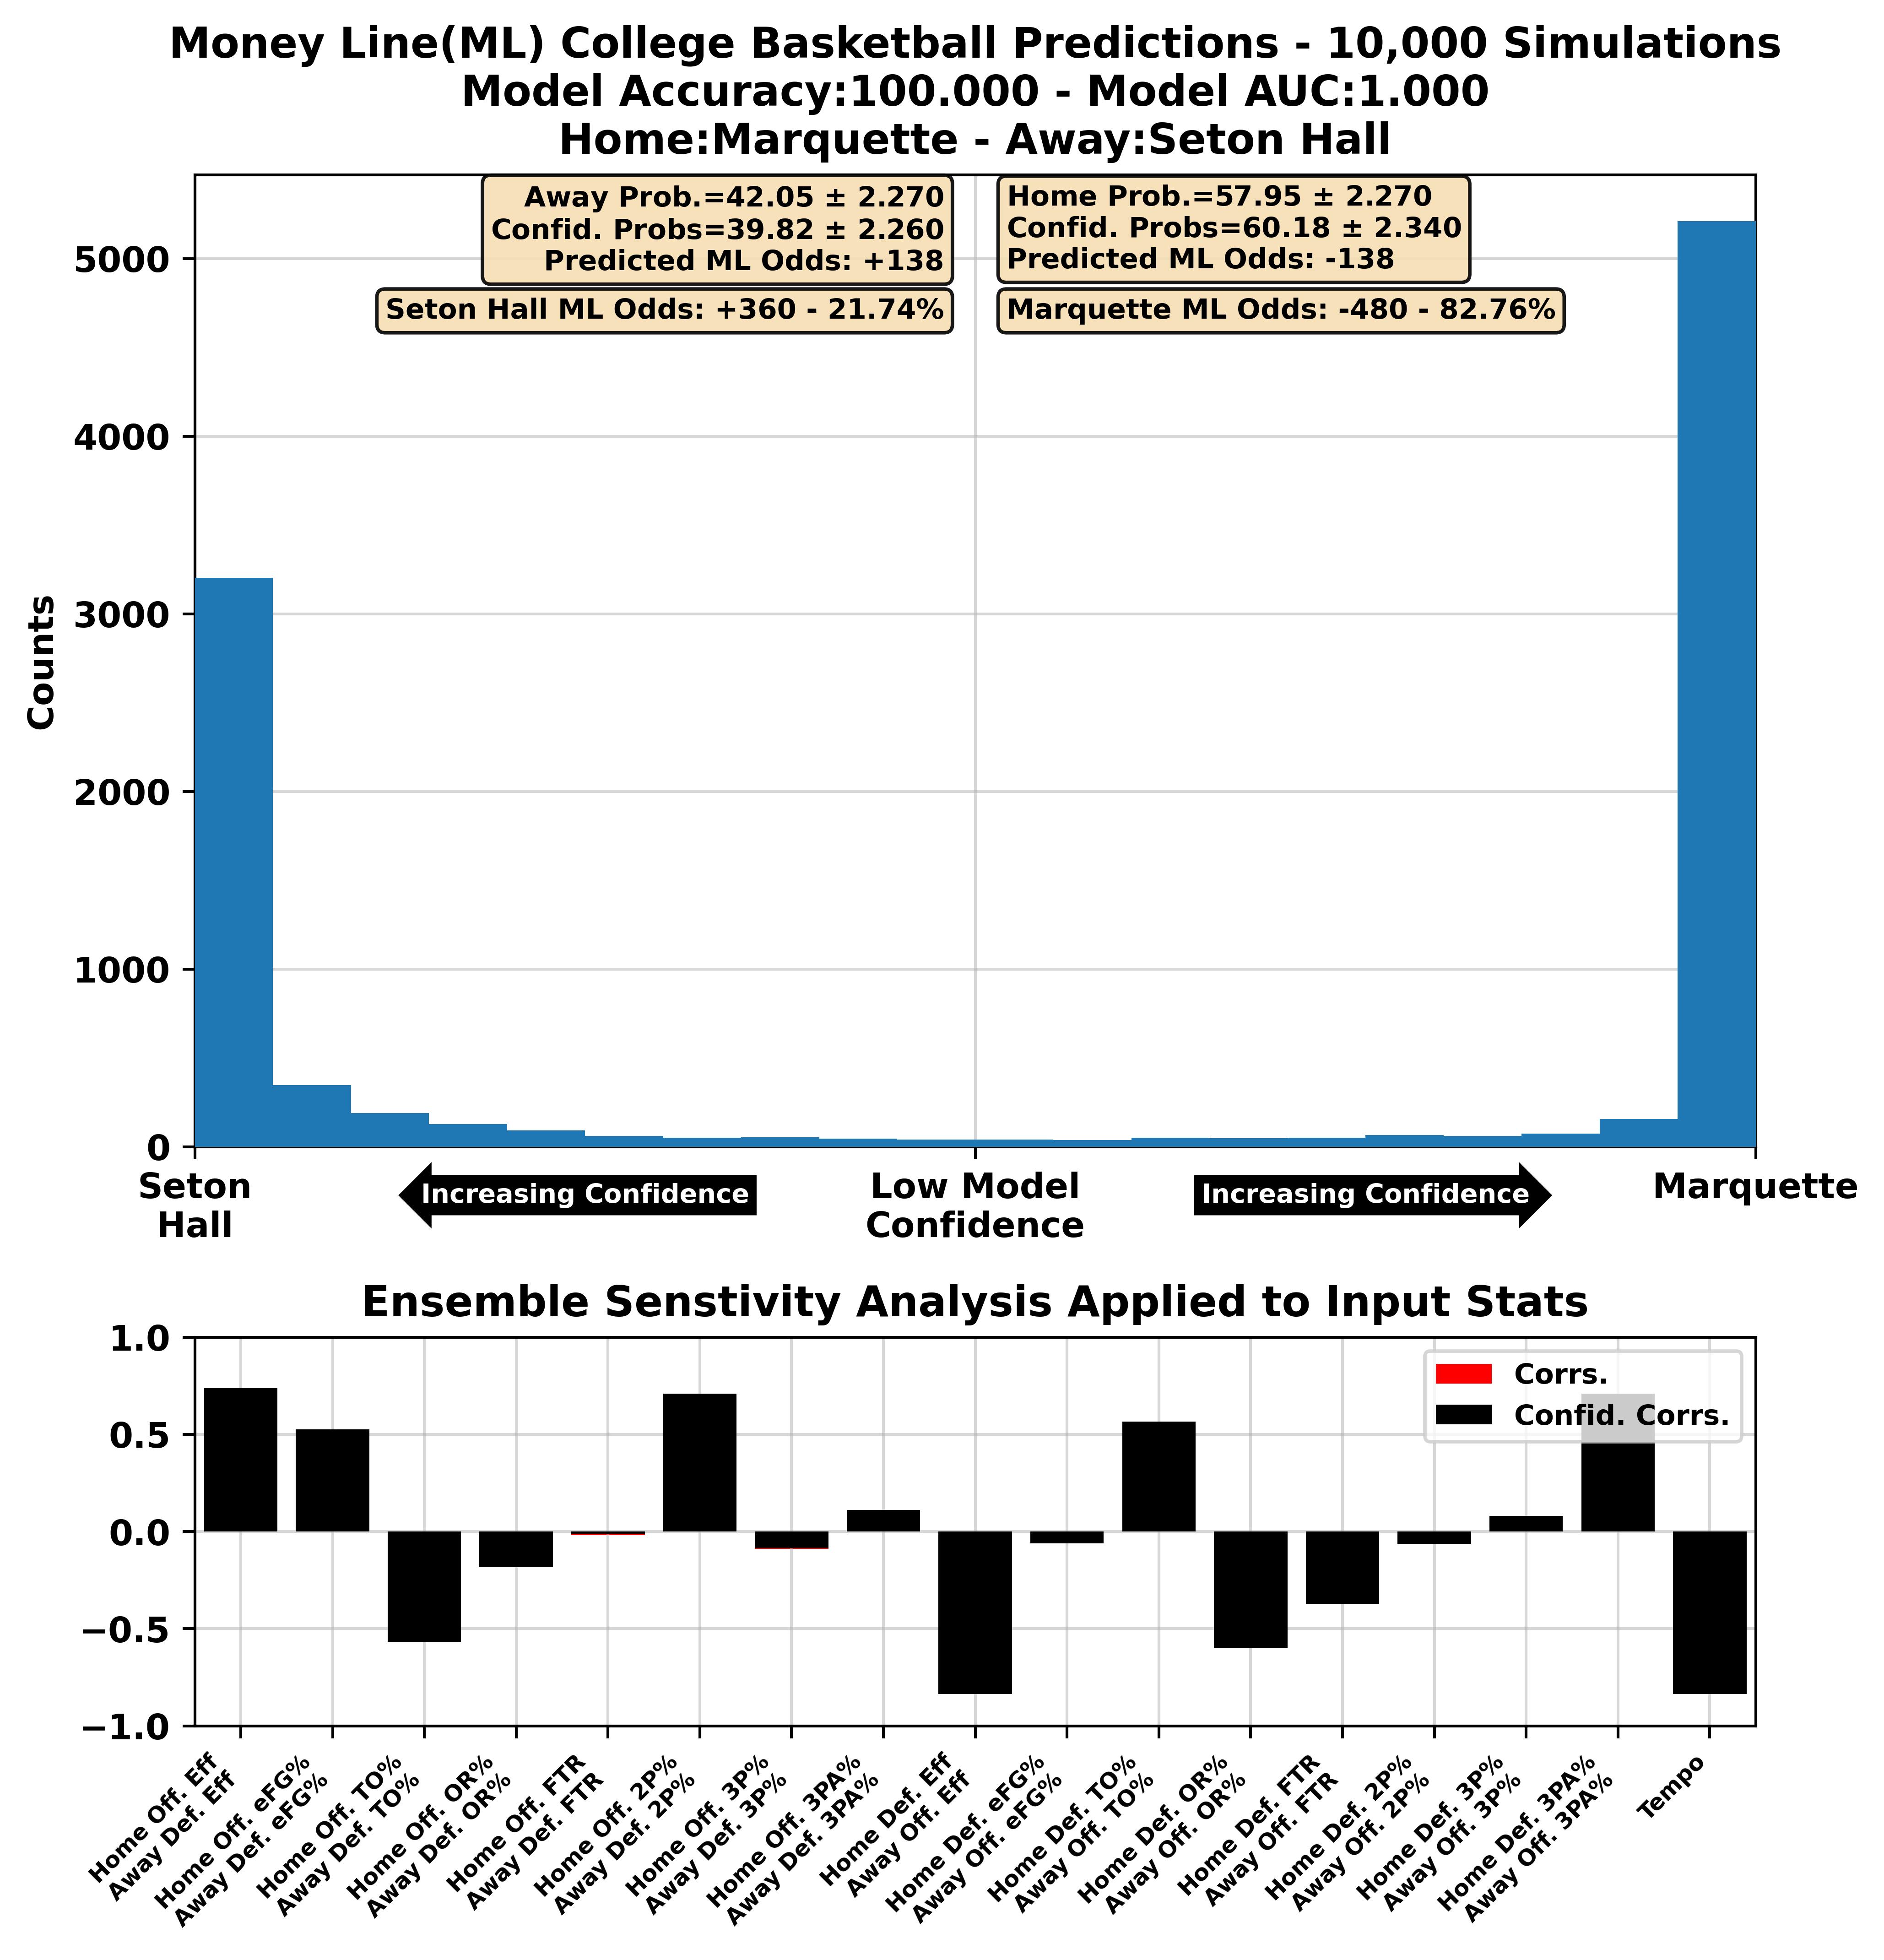 Money Line(ML) College Basketball Predictions - 10,000 Simulations
Model Accuracy:100.000 - Model AUC:1.000
Home:Marquette - Away:Seton Hall
Away Prob.=42.05 ± 2.270
Confid. Probs=39.82 ± 2.260
Predicted ML Odds: +138
Seton Hall ML Odds: +360 - 21.74%
Home Prob.=57.95 ± 2.270
Confid. Probs=60.18 ± 2.340
Predicted ML Odds: -138
Marquette ML Odds: -480 - 82.76%
Counts
5000
4000
3000
2000
1000
0
Seton
Hall
Increasing Confidence
Low Model
Confidence
Increasing Confidence
Marquette
Ensemble Senstivity Analysis Applied to Input Stats
Corrs.
Confid. Corrs.
1.0
0.5
0.0
−0.5
−1.0
Home Off. Eff
Away Def. Eff
Home Off. eFG%
Away Def. eFG%
Home Off. TO%
Away Def. TO%
Home Off. OR%
Away Def. OR%
Home Off. FTR
Away Def. FTR
Home Off. 2P%
Away Def. 2P%
Home Off. 3P%
Away Def. 3P%
Home Off. 3PA%
Away Def. 3PA%
Home Def. Eff
Away Off. Eff
Home Def. eFG%
Away Off. eFG%
Home Def. TO%
Away Off. TO%
Home Def. OR%
Away Off. OR%
Home Def. FTR
Away Off. FTR
Home Def. 2P%
Away Off. 2P%
Home Def. 3P%
Away Off. 3P%
Home Def. 3PA%
Away Off. 3PA%
Tempo